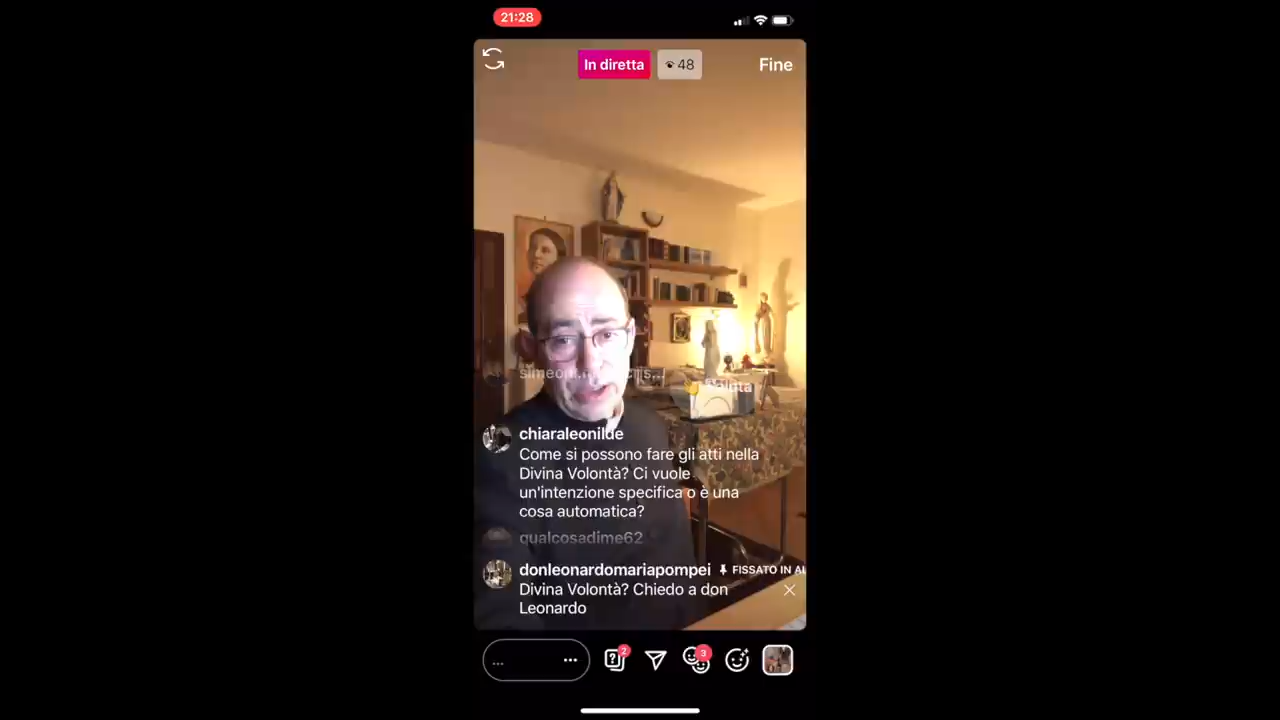 21:28
In diretta
48
Fine
chiaraleonilde
Come si possono fare gli atti nella
Divina Volontà? Ci vuole
un'intenzione specifica o è una
cosa automatica?
qualcosadime62
donleonardomariapompei FISSATO IN AL
Divina Volontà? Chiedo a don
Leonardo
...
2
3